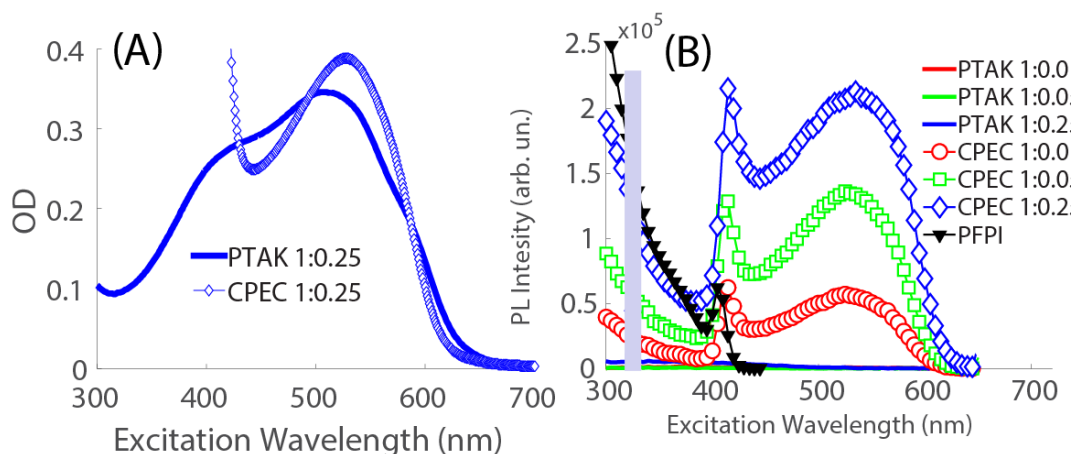 (A)
0.4
0.3
0.2
0.1
0
OD
PTAK 1:0.25
CPEC 1:0.25
300 400 500 600 700
Excitation Wavelength (nm)
x10^5
(B)
2.5
2
1.5
1
0.5
0
PL Intesity (arb. un.)
PTAK 1:0.0
PTAK 1:0.0
PTAK 1:0.2
CPEC 1:0.0
CPEC 1:0.0
CPEC 1:0.2
PFPI
300 400 500 600 700
Excitation Wavelength (nm)